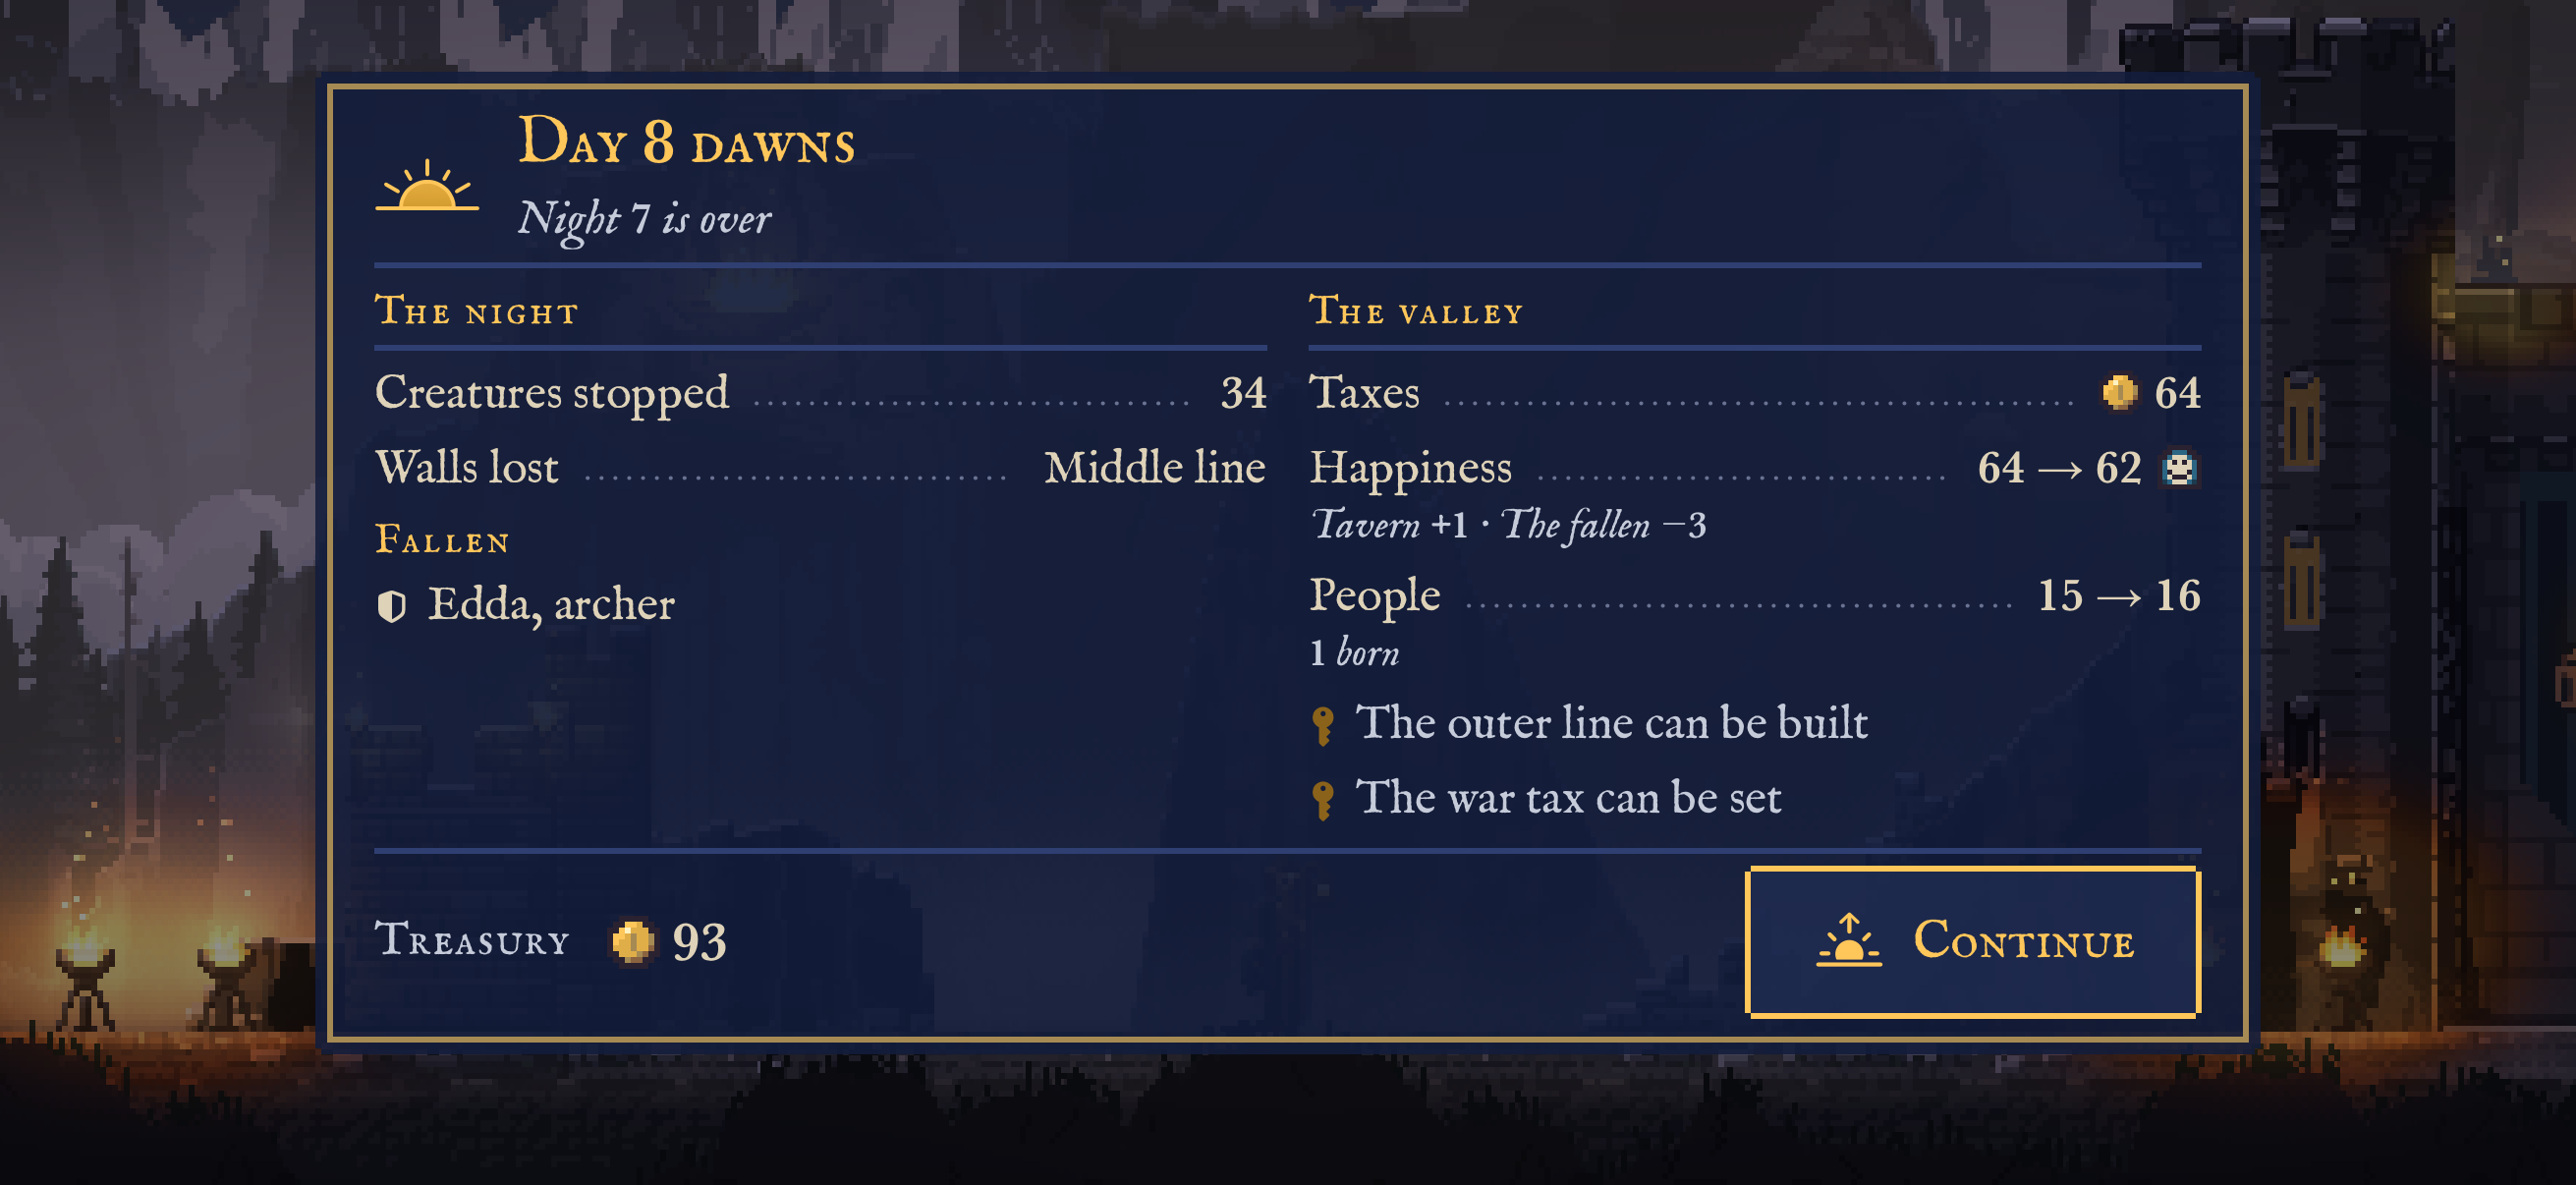 Day 8 dawns
Night 7 is over
The night
Creatures stopped 34
Walls lost Middle line
Fallen
Edda, archer
The valley
Taxes 64
Happiness 64 → 62
Tavern +1 · The fallen −3
People 15 → 16
1 born
The outer line can be built
The war tax can be set
Treasury 93
Continue